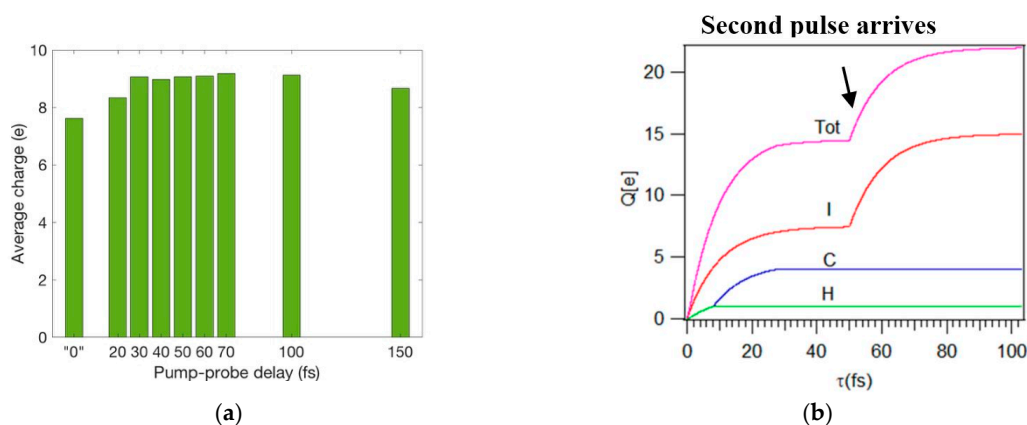 Second pulse arrives
10
8
6
4
2
0
Average charge (e)
"0" 20 30 40 50 60 70 100 150
Pump-probe delay (fs)
(a)
20
15
10
5
0
Q[e]
Tot
I
C
H
0 20 40 60 80 100
τ(fs)
(b)